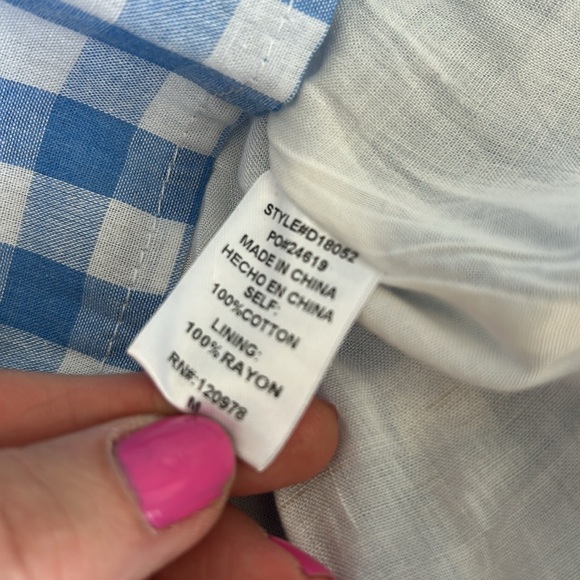 STYLE#D18052
PO#24619
MADE IN CHINA
HECHO EN CHINA
SELF:
100%COTTON
LINING:
100% RAYON
RN#:120978
M